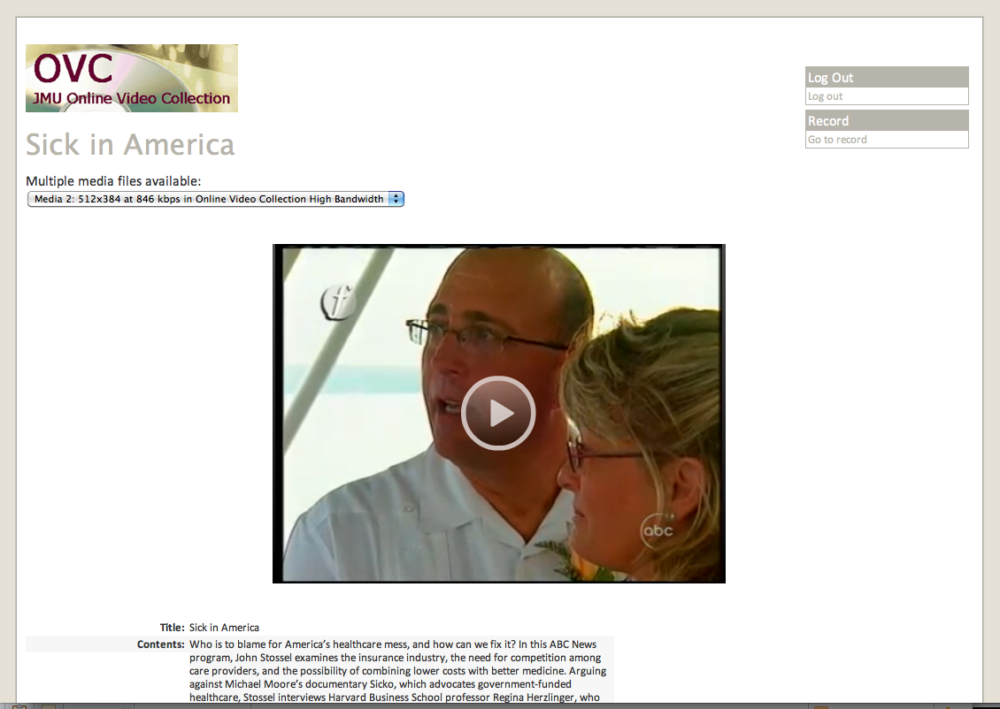 OVC
JMU Online Video Collection
Log Out
Log out
Record
Go to record
Sick in America
Multiple media files available:
Media 2: 512x384 at 846 kbps in Online Video Collection High Bandwidth
f
abc
Title: Sick in America
Contents: Who is to blame for America's healthcare mess, and how can we fix it? In this ABC News
program, John Stossel examines the insurance industry, the need for competition among
care providers, and the possibility of combining lower costs with better medicine. Arguing
against Michael Moore's documentary Sicko, which advocates government-funded
healthcare, Stossel interviews Harvard Business School professor Regina Herzlinger, who